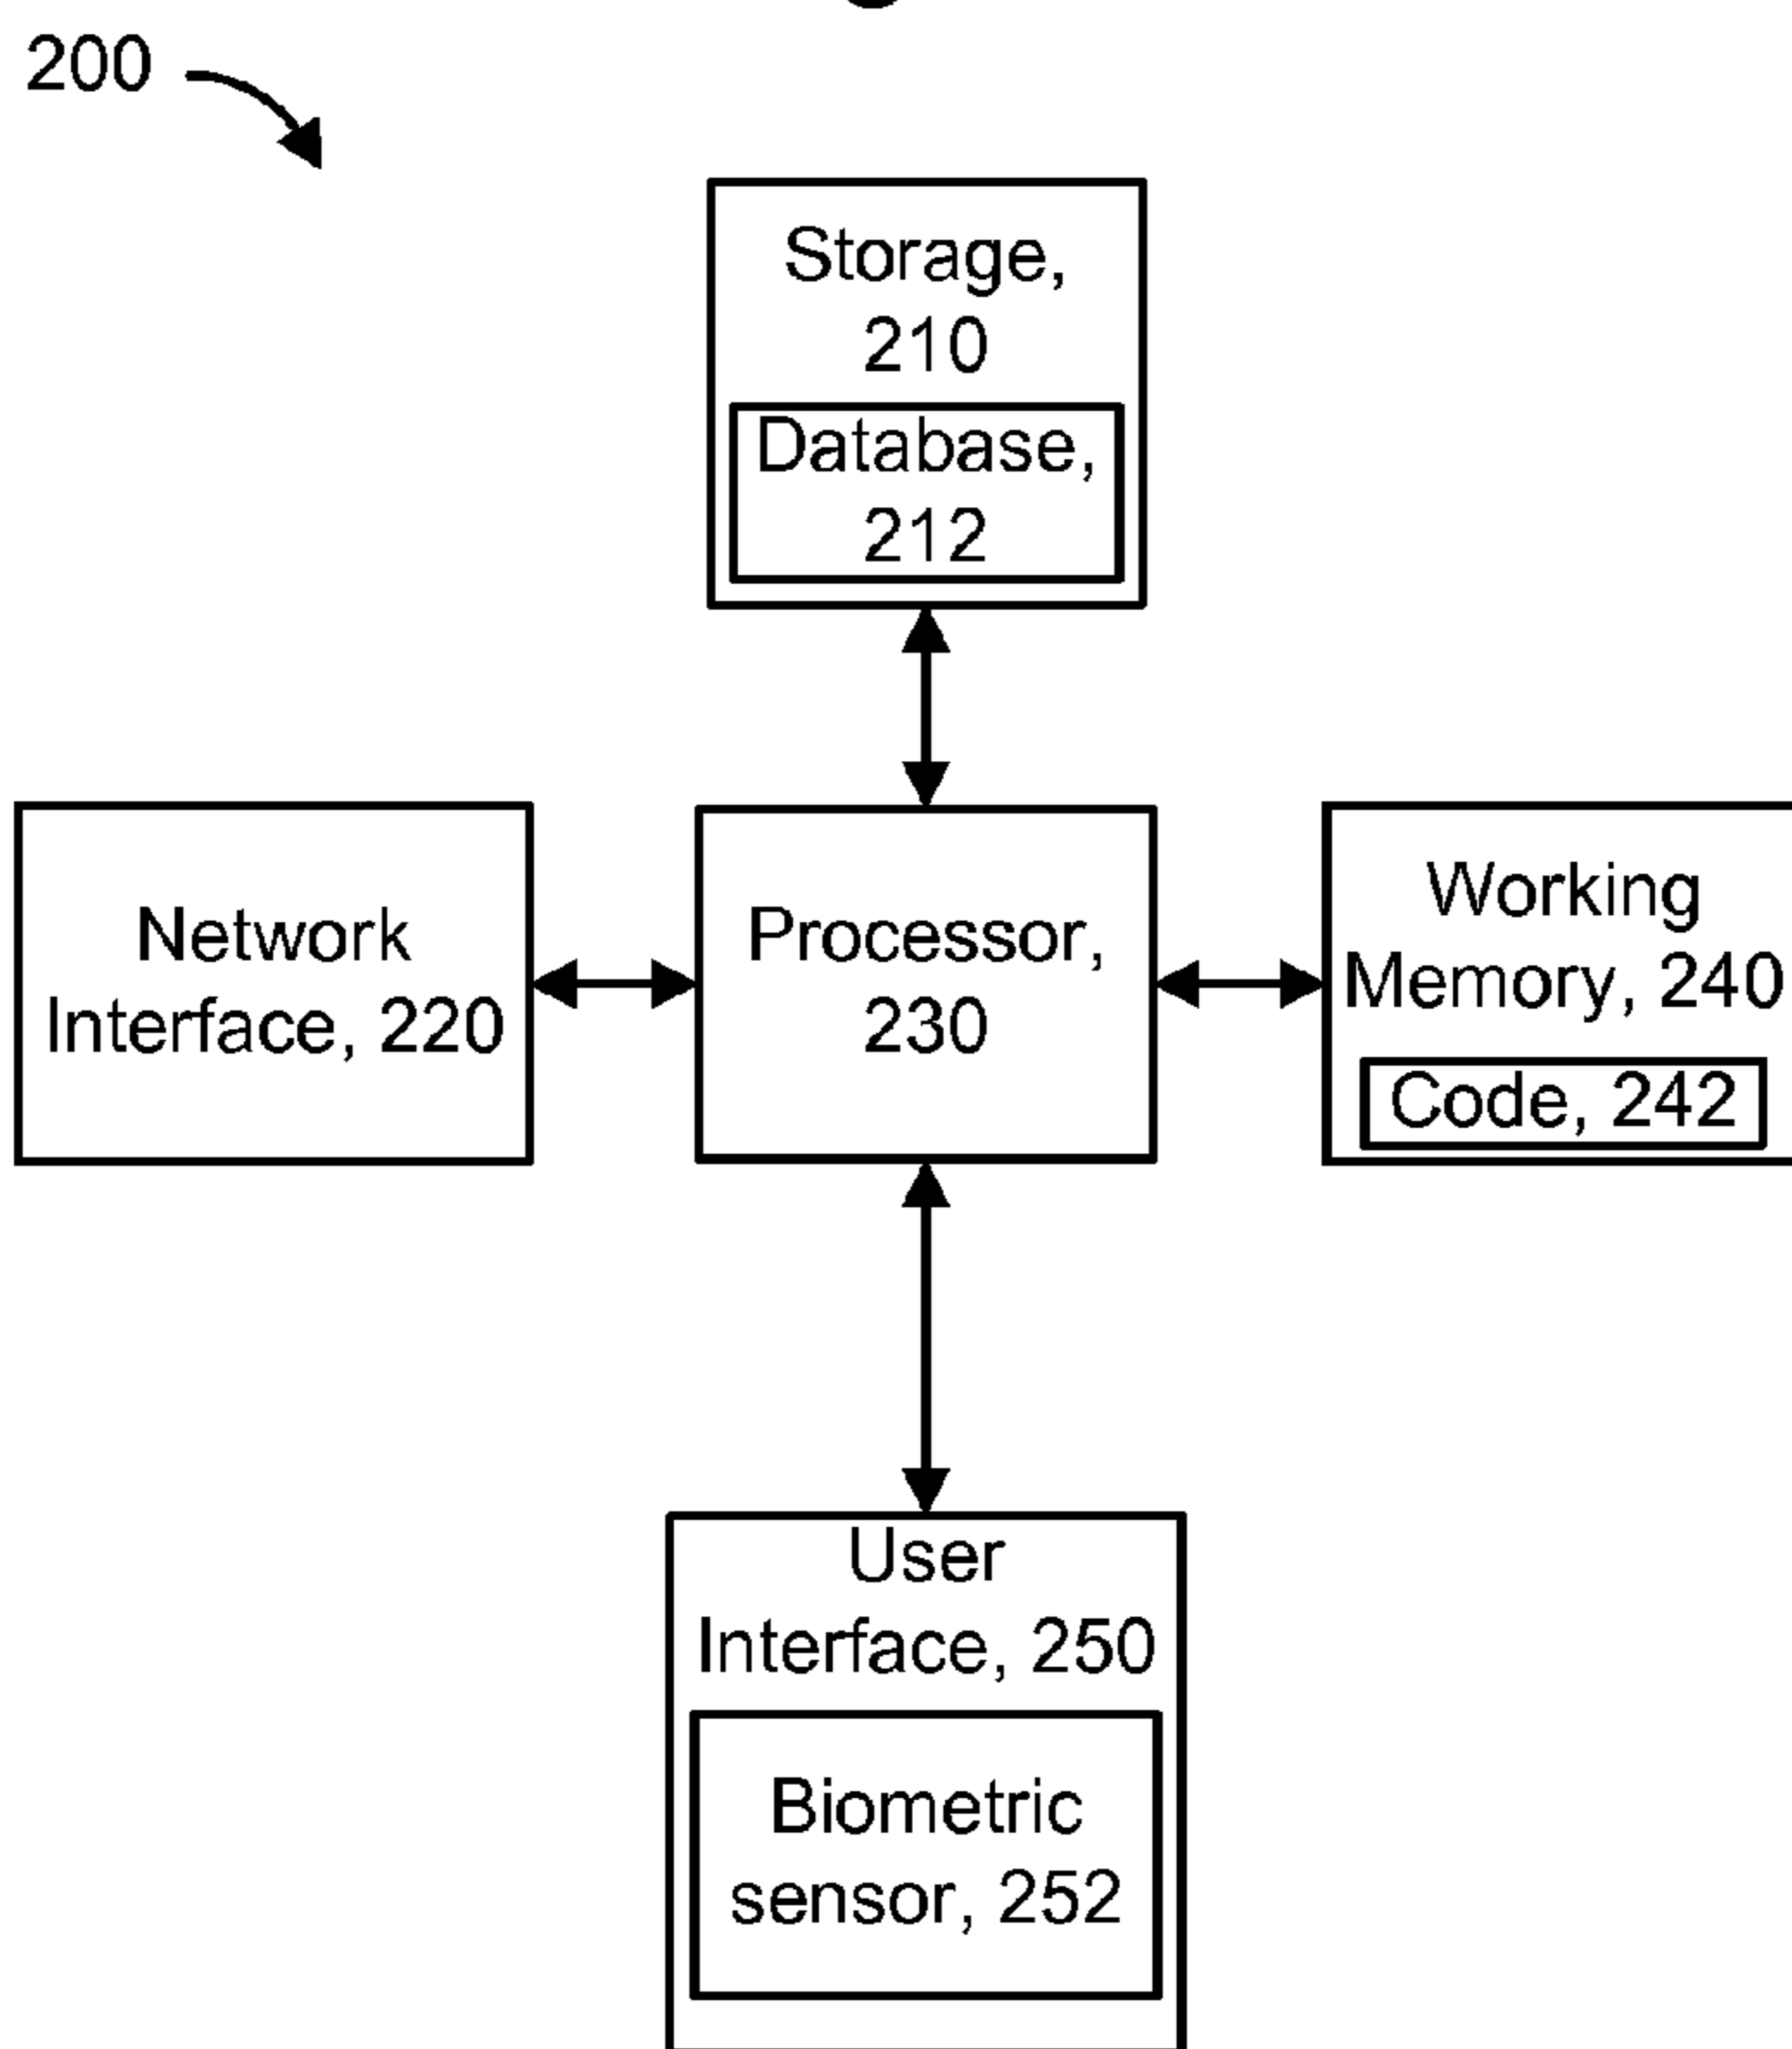 200
Storage,
210
Database,
212
Network
Interface, 220
Processor,
230
Working
Memory, 240
Code, 242
User
Interface, 250
Biometric
sensor, 252